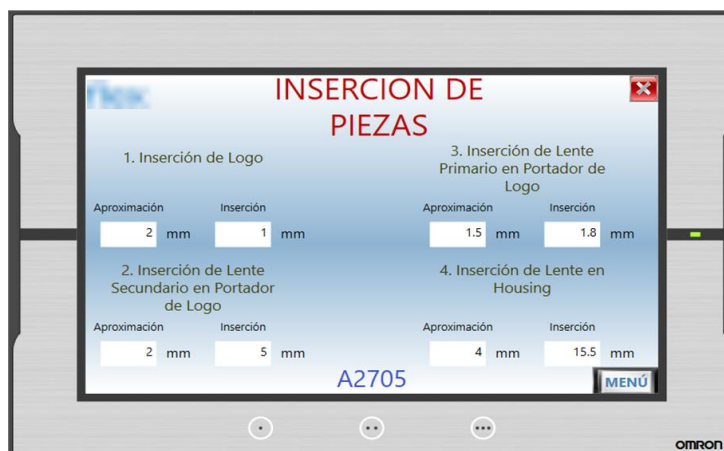 INSERCION DE
PIEZAS
1. Inserción de Logo
Aproximación Inserción
2 mm 1 mm
2. Inserción de Lente
Secundario en Portador
de Logo
Aproximación Inserción
2 mm 5 mm
3. Inserción de Lente
Primario en Portador de
Logo
Aproximación Inserción
1.5 mm 1.8 mm
4. Inserción de Lente en
Housing
Aproximación Inserción
4 mm 15.5 mm
A2705
MENÚ
OMRON